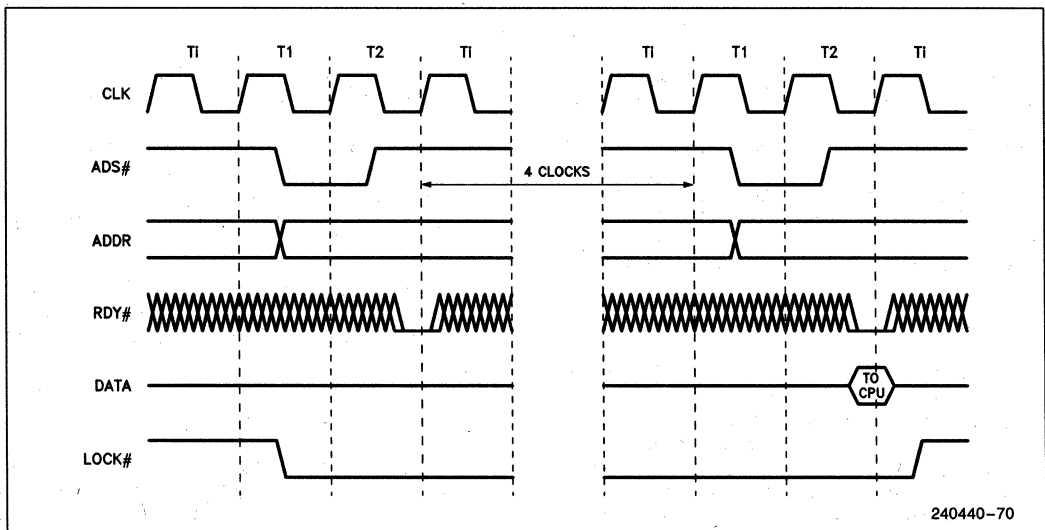 Ti T1 T2 Ti Ti T1 T2 Ti
CLK
ADS#
4 CLOCKS
ADDR
RDY#
DATA
TO
CPU
LOCK#
240440-70